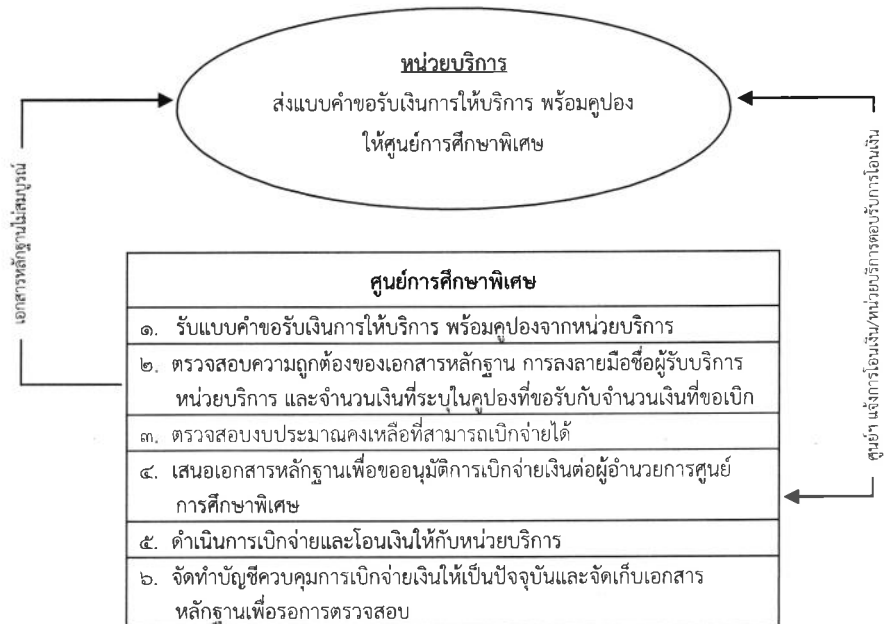 หน่วยบริการ
ส่งแบบคำขอรับเงินการให้บริการ พร้อมคูปอง
ให้ศูนย์การศึกษาพิเศษ
เอกสารหลักฐานไม่สมบูรณ์
ศูนย์ฯ แจ้งการโอนเงิน/หน่วยบริการตอบรับการโอนเงิน
ศูนย์การศึกษาพิเศษ
๑. รับแบบคำขอรับเงินการให้บริการ พร้อมคูปองจากหน่วยบริการ
๒. ตรวจสอบความถูกต้องของเอกสารหลักฐาน การลงลายมือชื่อผู้รับบริการ
หน่วยบริการ และจำนวนเงินที่ระบุในคูปองที่ขอรับกับจำนวนเงินที่ขอเบิก
๓. ตรวจสอบงบประมาณคงเหลือที่สามารถเบิกจ่ายได้
๔. เสนอเอกสารหลักฐานเพื่อขออนุมัติการเบิกจ่ายเงินต่อผู้อำนวยการศูนย์
การศึกษาพิเศษ
๕. ดำเนินการเบิกจ่ายและโอนเงินให้กับหน่วยบริการ
๖. จัดทำบัญชีควบคุมการเบิกจ่ายเงินให้เป็นปัจจุบันและจัดเก็บเอกสาร
หลักฐานเพื่อรอการตรวจสอบ